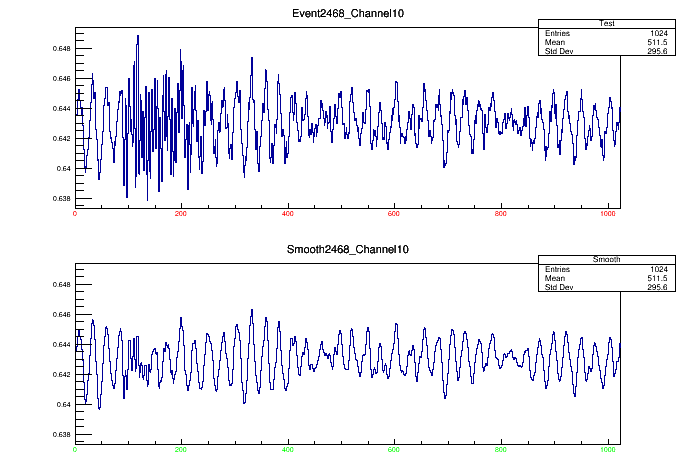 Event2468_Channel10
Test
Entries 1024
Mean 511.5
Std Dev 295.6
0.648
0.646
0.644
0.642
0.64
0.638
0 200 400 600 800 1000
Smooth2468_Channel10
Smooth
Entries 1024
Mean 511.5
Std Dev 295.6
0.648
0.646
0.644
0.642
0.64
0.638
0 200 400 600 800 1000